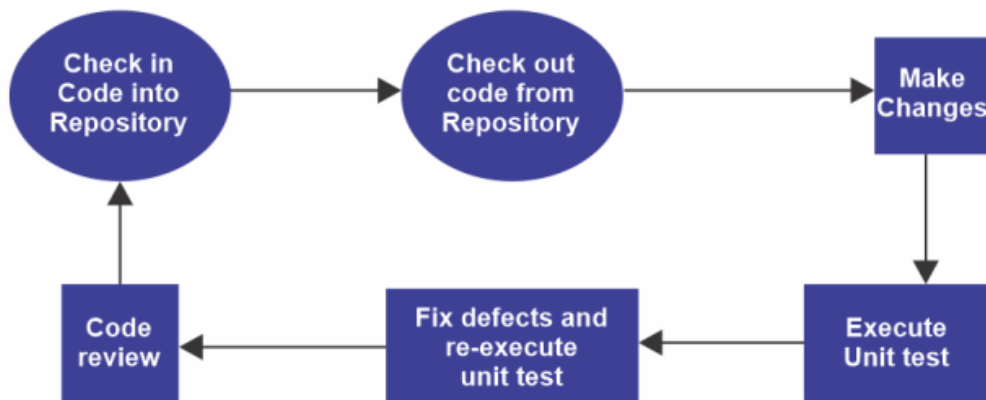 Check in
Code into
Repository
Check out
code from
Repository
Make
Changes
Execute
Unit test
Fix defects and
re-execute
unit test
Code
review